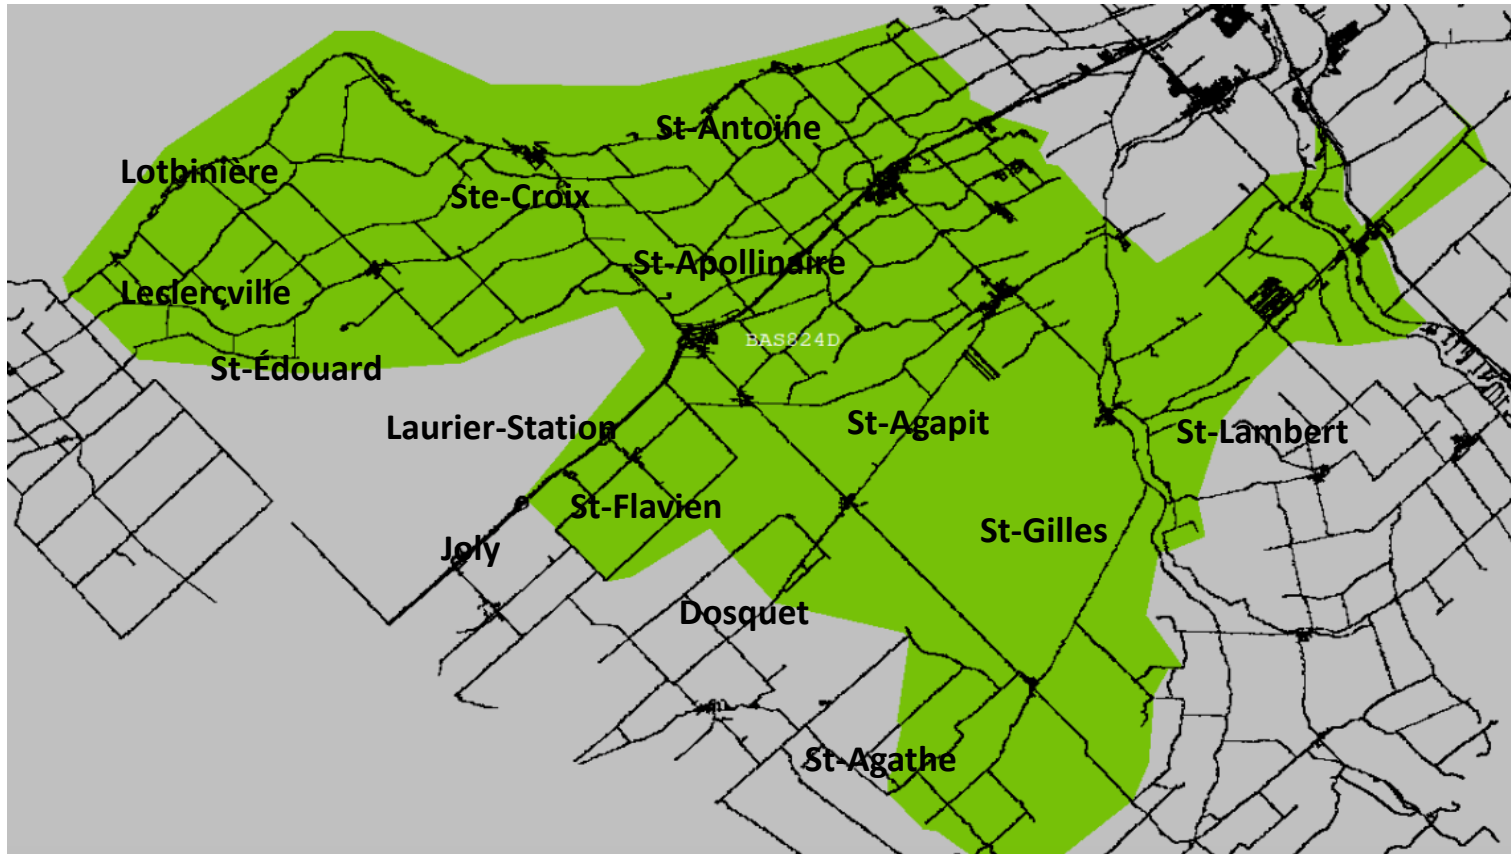 St-Antoine
Lotbinière
Ste-Croix
St-Apollinaire
Leclercville
BAS824D
St-Édouard
Laurier-Station
St-Agapit
St-Lambert
St-Flavien
St-Gilles
Joly
Dosquet
St-Agathe